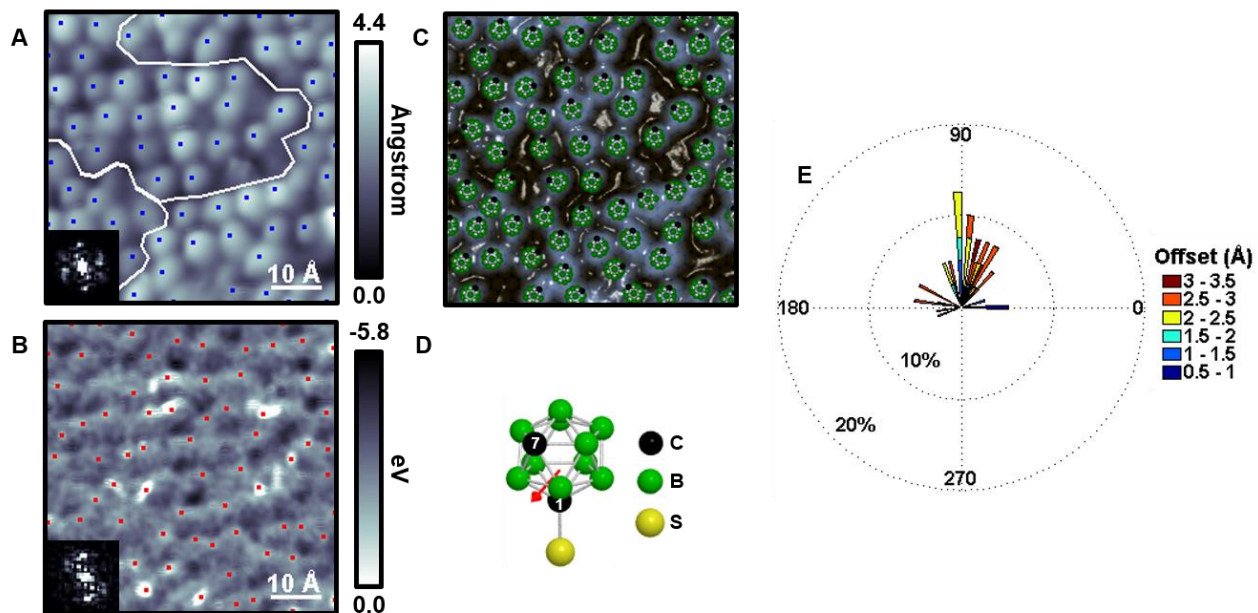 A
4.4
Ångstrom
0.0
10 Å
B
-5.8
eV
0.0
10 Å
C
D
7
1
C
B
S
E
90
180
0
270
10%
20%
Offset (Å)
3 - 3.5
2.5 - 3
2 - 2.5
1.5 - 2
1 - 1.5
0.5 - 1